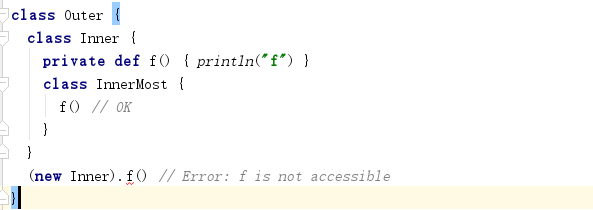 class Outer {
class Inner {
private def f() { println("f") }
class InnerMost {
f() // OK
}
}
(new Inner).f() // Error: f is not accessible
}